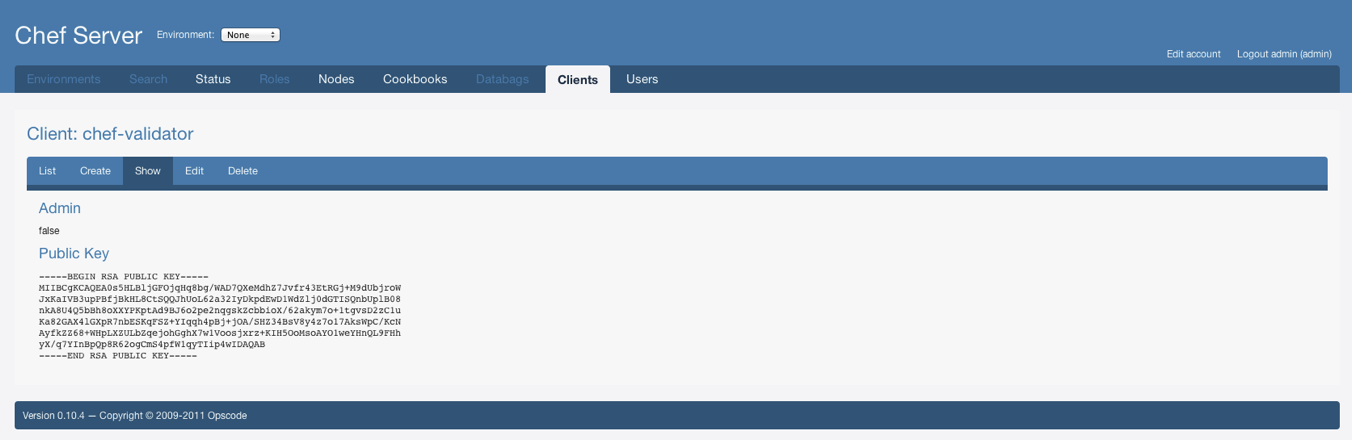 Chef Server Environment: None
Edit account Logout admin (admin)
Environments Search Status Roles Nodes Cookbooks Databags Clients Users
Client: chef-validator
List Create Show Edit Delete
Admin
false
Public Key
-----BEGIN RSA PUBLIC KEY-----
MIIBCgKCAQEA0s5HLBljGFOjqHq8bg/WAD7QXeMdhZ7Jvfr43EtRGj+M9dUbjroW
JxKaIVB3upPBfjBkHL8CtSQQJhUoL62a32IyDkpdEwD1WdZlj0dGTISQnbUplB08
nkA8U4Q5bBh8oXXYPKptAd9BJ6o2pe2nqgskZcbbioX/62akym7o+ltgvsD2zC1u
Ka82GAX4lGXpR7nbESKqFSZ+YIqqh4pBj+jOA/SHZ34BsV8y4z7o17AksWpC/KcN
AyfkZZ68+WHpLXZULbZqejohGghX7wlVoosjxrz+KIH5OoMsoAYO1weYHnQL9FHh
yX/q7YInBpQp8R62ogCmS4pfW1qyTIip4wIDAQAB
-----END RSA PUBLIC KEY-----
Version 0.10.4 — Copyright © 2009-2011 Opscode